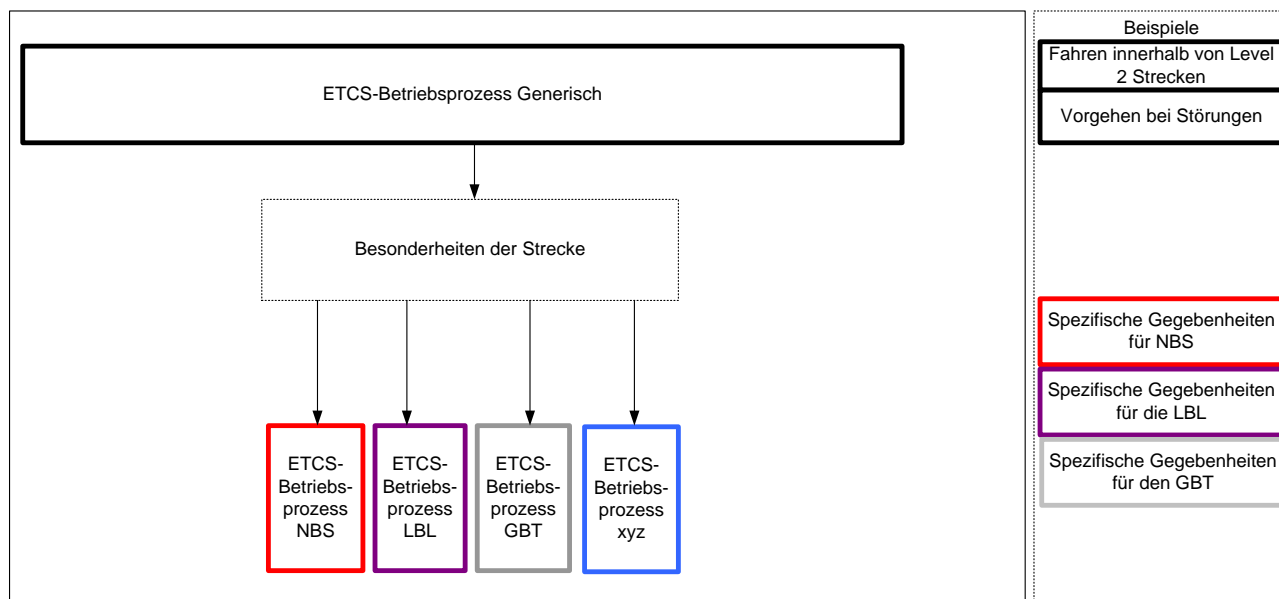 ETCS-Betriebsprozess Generisch
Besonderheiten der Strecke
ETCS-
Betriebs-
prozess
NBS
ETCS-
Betriebs-
prozess
LBL
ETCS-
Betriebs-
prozess
GBT
ETCS-
Betriebs-
prozess
xyz
Beispiele
Fahren innerhalb von Level
2 Strecken
Vorgehen bei Störungen
Spezifische Gegebenheiten
für NBS
Spezifische Gegebenheiten
für die LBL
Spezifische Gegebenheiten
für den GBT